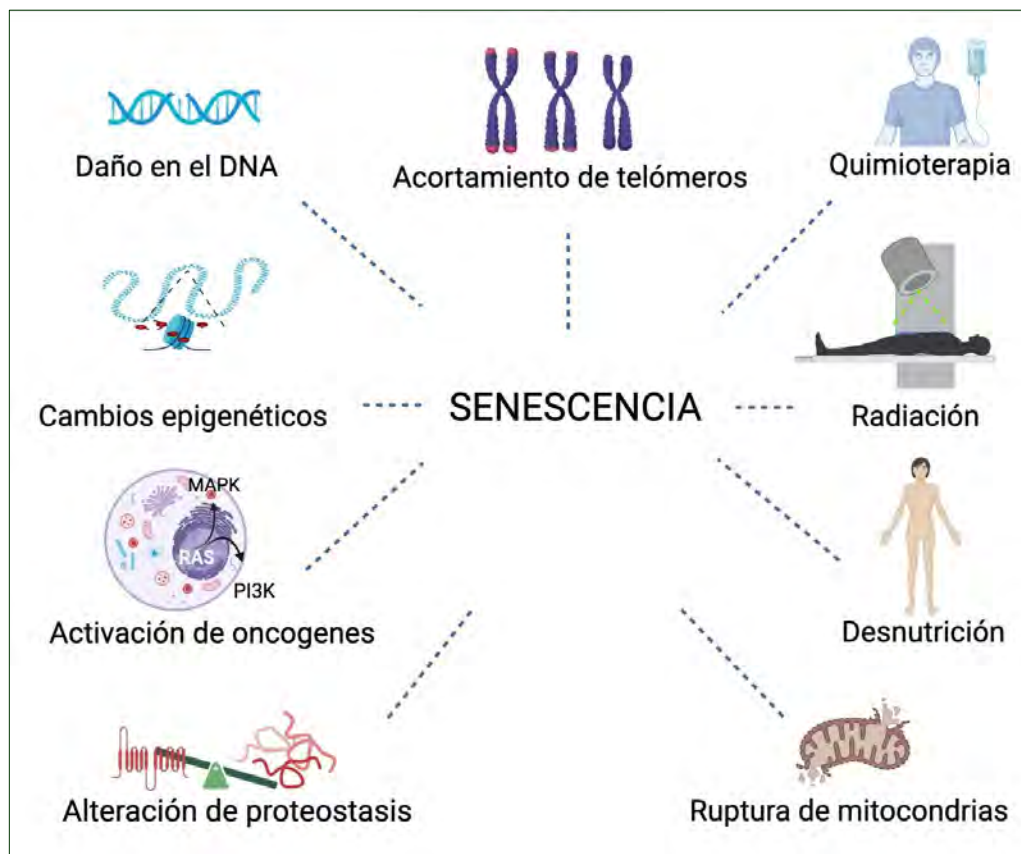 Daño en el DNA
Acortamiento de telómeros
Quimioterapia
Cambios epigenéticos
SENESCENCIA
Radiación
MAPK
RAS
PI3K
Activación de oncogenes
Desnutrición
Alteración de proteostasis
Ruptura de mitocondrias